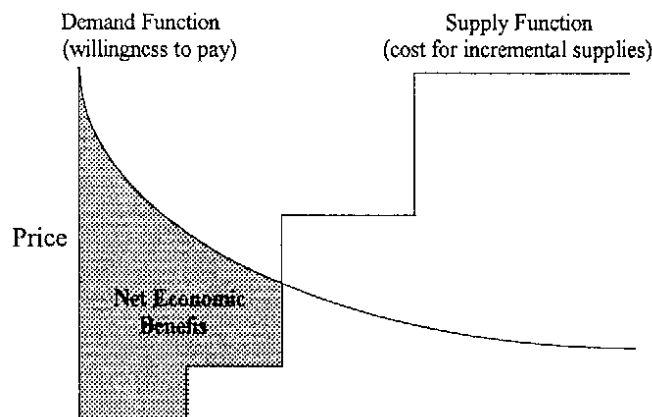 Demand Function
(willingness to pay)
Supply Function
(cost for incremental supplies)
Price
Net Economic
Benefits